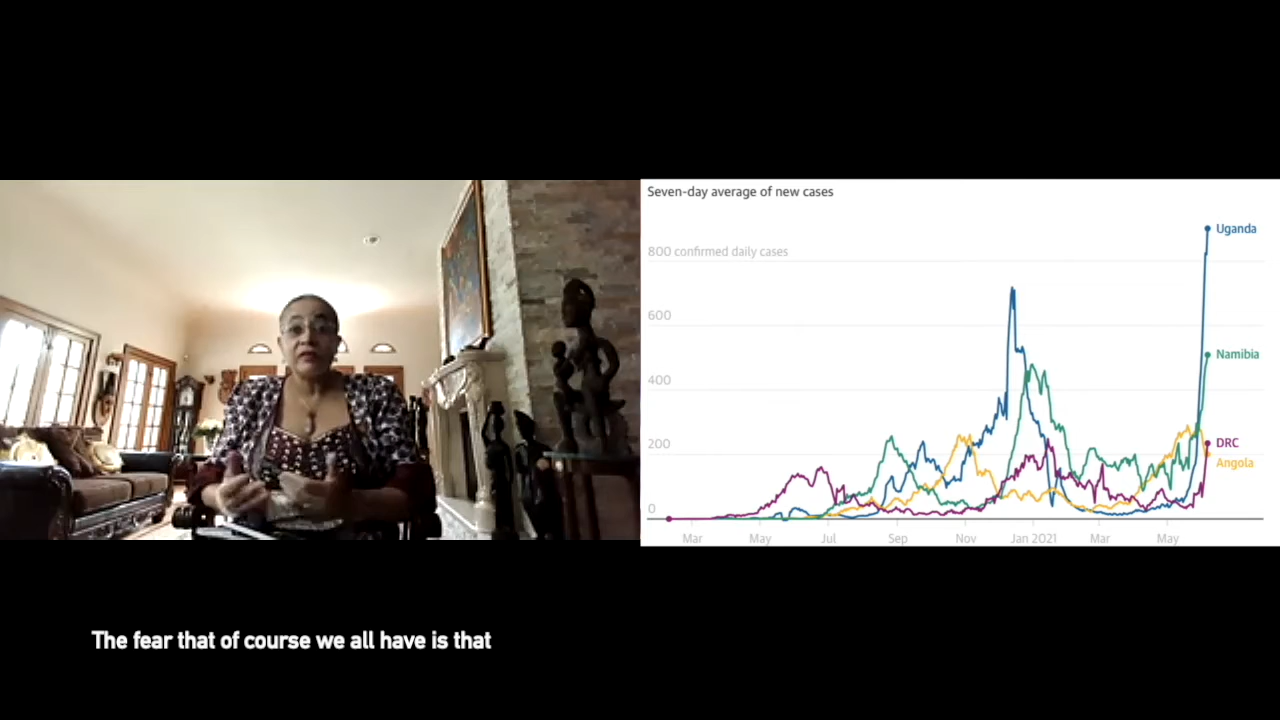 Seven-day average of new cases
Uganda
800 confirmed daily cases
600
Namibia
400
200
DRC
Angola
0
Mar May Jul Sep Nov Jan 2021 Mar May
The fear that of course we all have is that